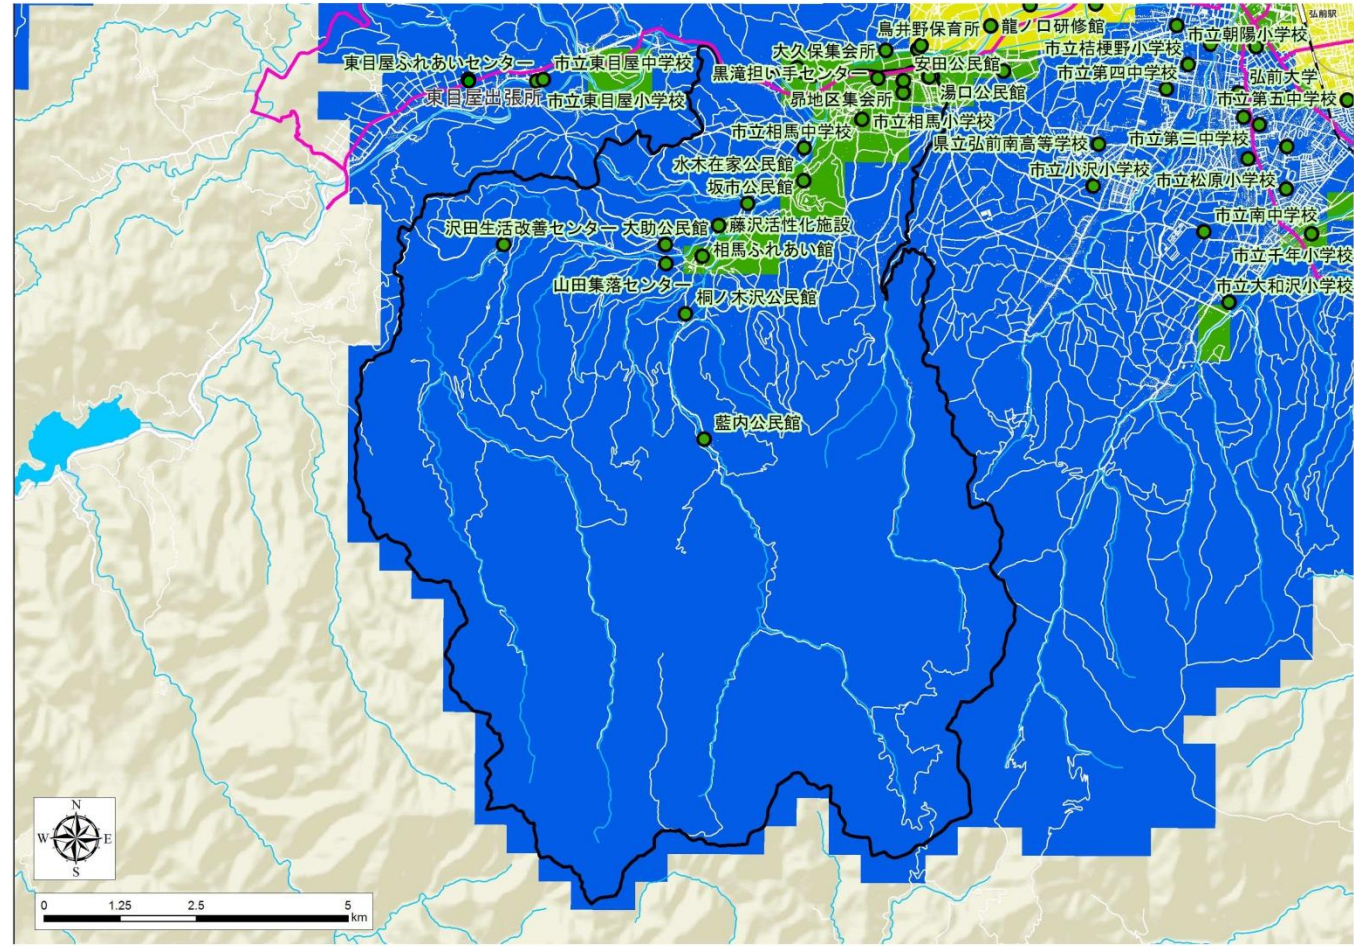 弘前駅
鳥井野保育所
龍ノ口研修館
市立朝陽小学校
大久保集会所
市立桔梗野小学校
東目屋ふれあいセンター
市立東目屋中学校
黒滝担い手センター
安田公民館
市立第四中学校
弘前大学
東目屋出張所
市立東目屋小学校
昴地区集会所
湯口公民館
市立第五中学校
市立相馬中学校
市立相馬小学校
県立弘前南高等学校
市立第三中学校
水木在家公民館
市立小沢小学校
坂市公民館
市立松原小学校
沢田生活改善センター
大助公民館
藤沢活性化施設
市立南中学校
相馬ふれあい館
市立千年小学校
山田集落センター
市立大和沢小学校
桐ノ木沢公民館
藍内公民館
N
W
E
S
0 1.25 2.5 5
km